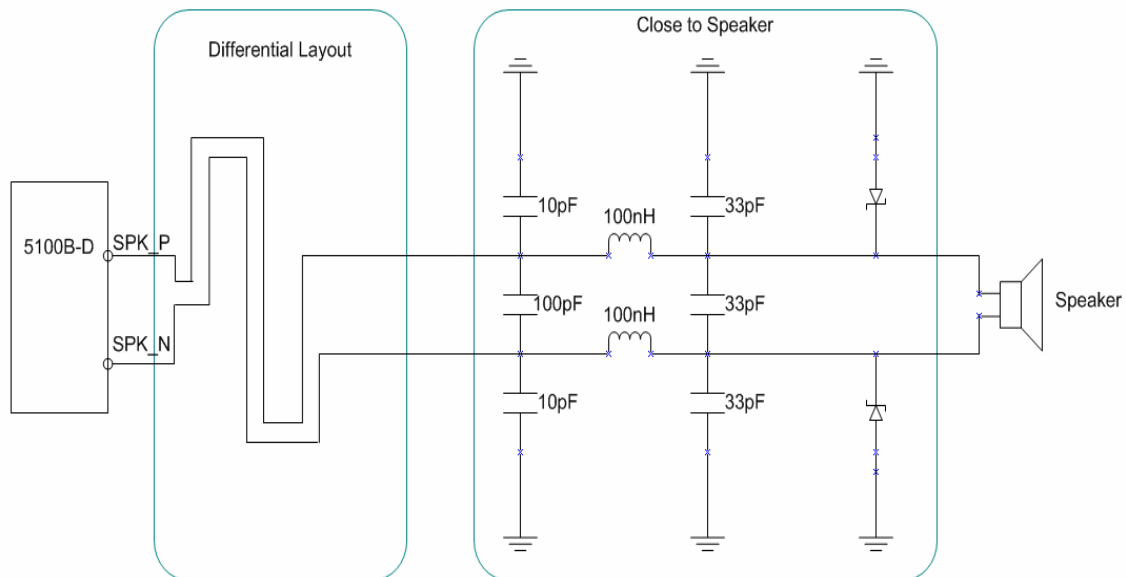 Close to Speaker
Differential Layout
10pF
33pF
100nH
5100B-D
SPK_P
100pF
33pF
100nH
Speaker
SPK_N
10pF
33pF